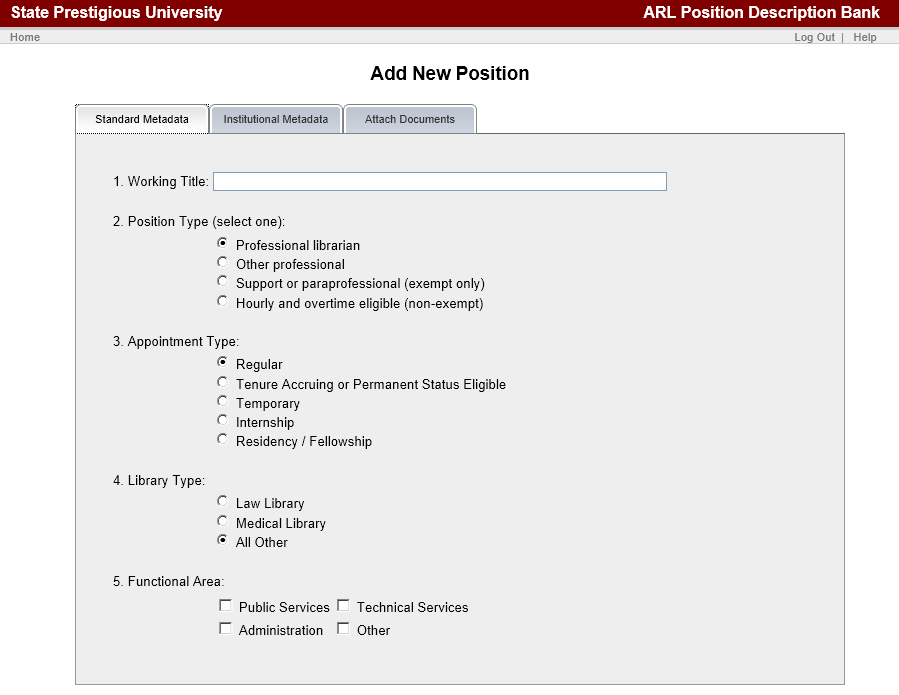 State Prestigious University ARL Position Description Bank
Home Log Out | Help
Add New Position
Standard Metadata Institutional Metadata Attach Documents
1. Working Title:
2. Position Type (select one):
Professional librarian
Other professional
Support or paraprofessional (exempt only)
Hourly and overtime eligible (non-exempt)
3. Appointment Type:
Regular
Tenure Accruing or Permanent Status Eligible
Temporary
Internship
Residency / Fellowship
4. Library Type:
Law Library
Medical Library
All Other
5. Functional Area:
Public Services Technical Services
Administration Other